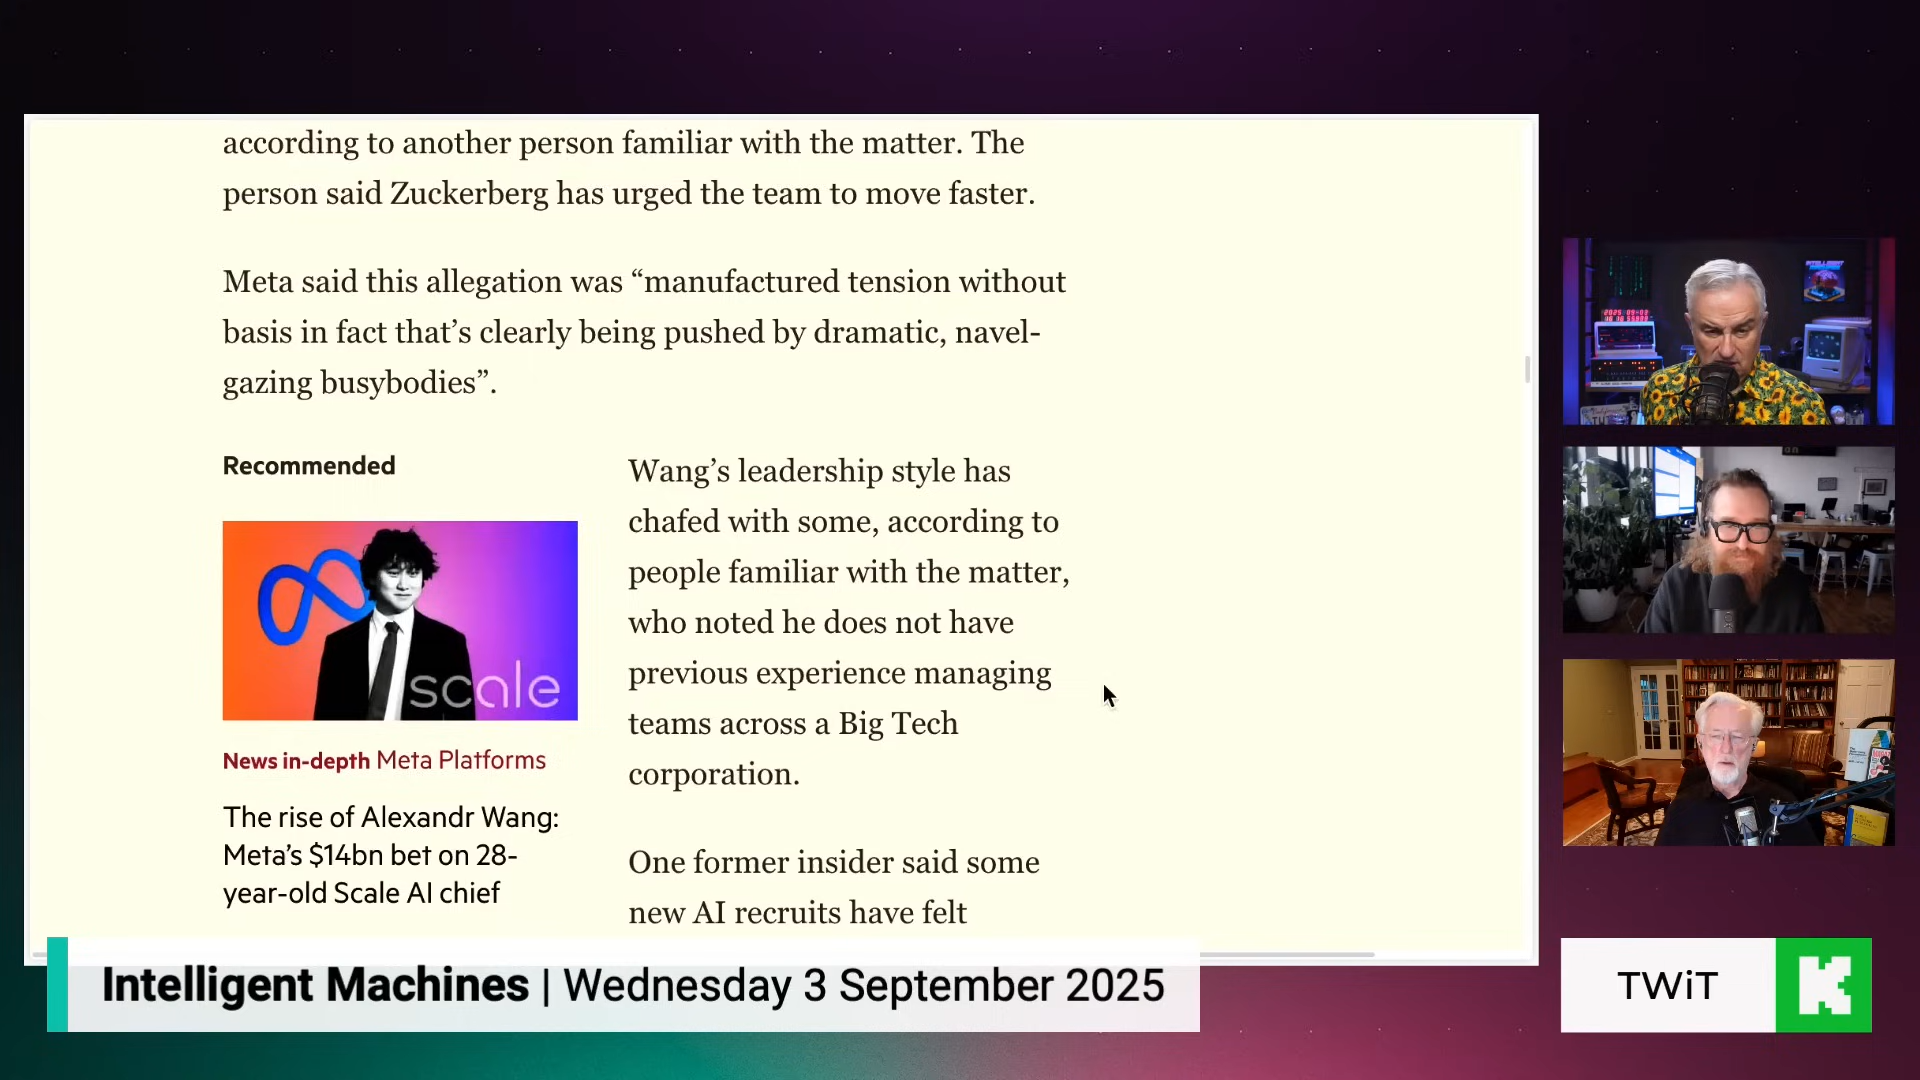 according to another person familiar with the matter. The
person said Zuckerberg has urged the team to move faster.
Meta said this allegation was “manufactured tension without
basis in fact that’s clearly being pushed by dramatic, navel-
gazing busybodies”.
Recommended
scale
News in-depth Meta Platforms
The rise of Alexandr Wang:
Meta’s $14bn bet on 28-
year-old Scale AI chief
Wang’s leadership style has
chafed with some, according to
people familiar with the matter,
who noted he does not have
previous experience managing
teams across a Big Tech
corporation.
One former insider said some
new AI recruits have felt
Intelligent Machines | Wednesday 3 September 2025
TWiT
K